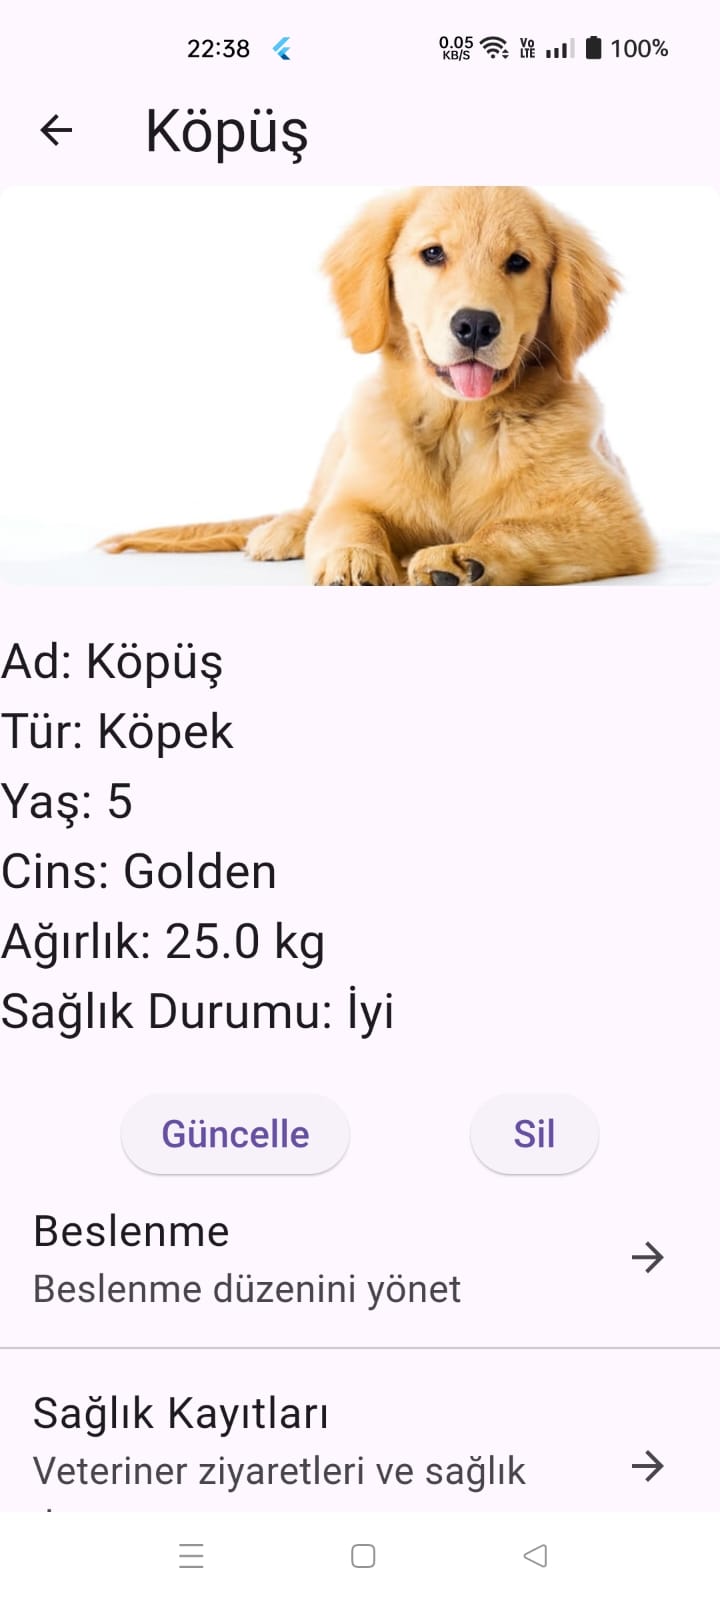 22:38 0.05 KB/S Vo LTE 100%
Köpüş
Ad: Köpüş
Tür: Köpek
Yaş: 5
Cins: Golden
Ağırlık: 25.0 kg
Sağlık Durumu: İyi
Güncelle Sil
Beslenme
Beslenme düzenini yönet
Sağlık Kayıtları
Veteriner ziyaretleri ve sağlık